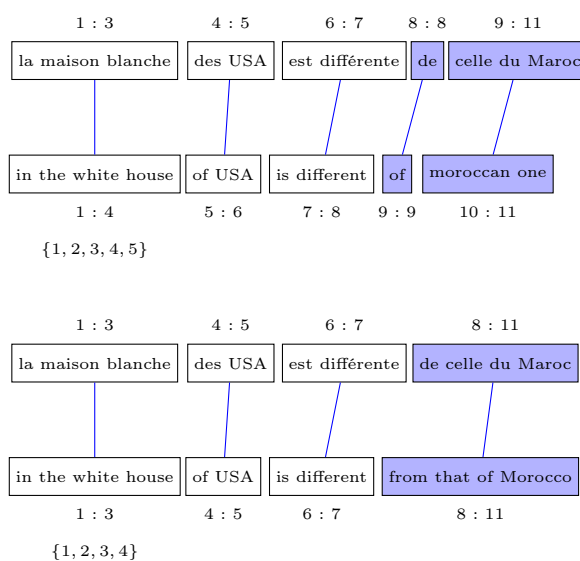 1 : 3 4 : 5 6 : 7 8 : 8 9 : 11
la maison blanche des USA est différente de celle du Maroc
in the white house of USA is different of moroccan one
1 : 4 5 : 6 7 : 8 9 : 9 10 : 11
{1, 2, 3, 4, 5}
1 : 3 4 : 5 6 : 7 8 : 11
la maison blanche des USA est différente de celle du Maroc
in the white house of USA is different from that of Morocco
1 : 3 4 : 5 6 : 7 8 : 11
{1, 2, 3, 4}